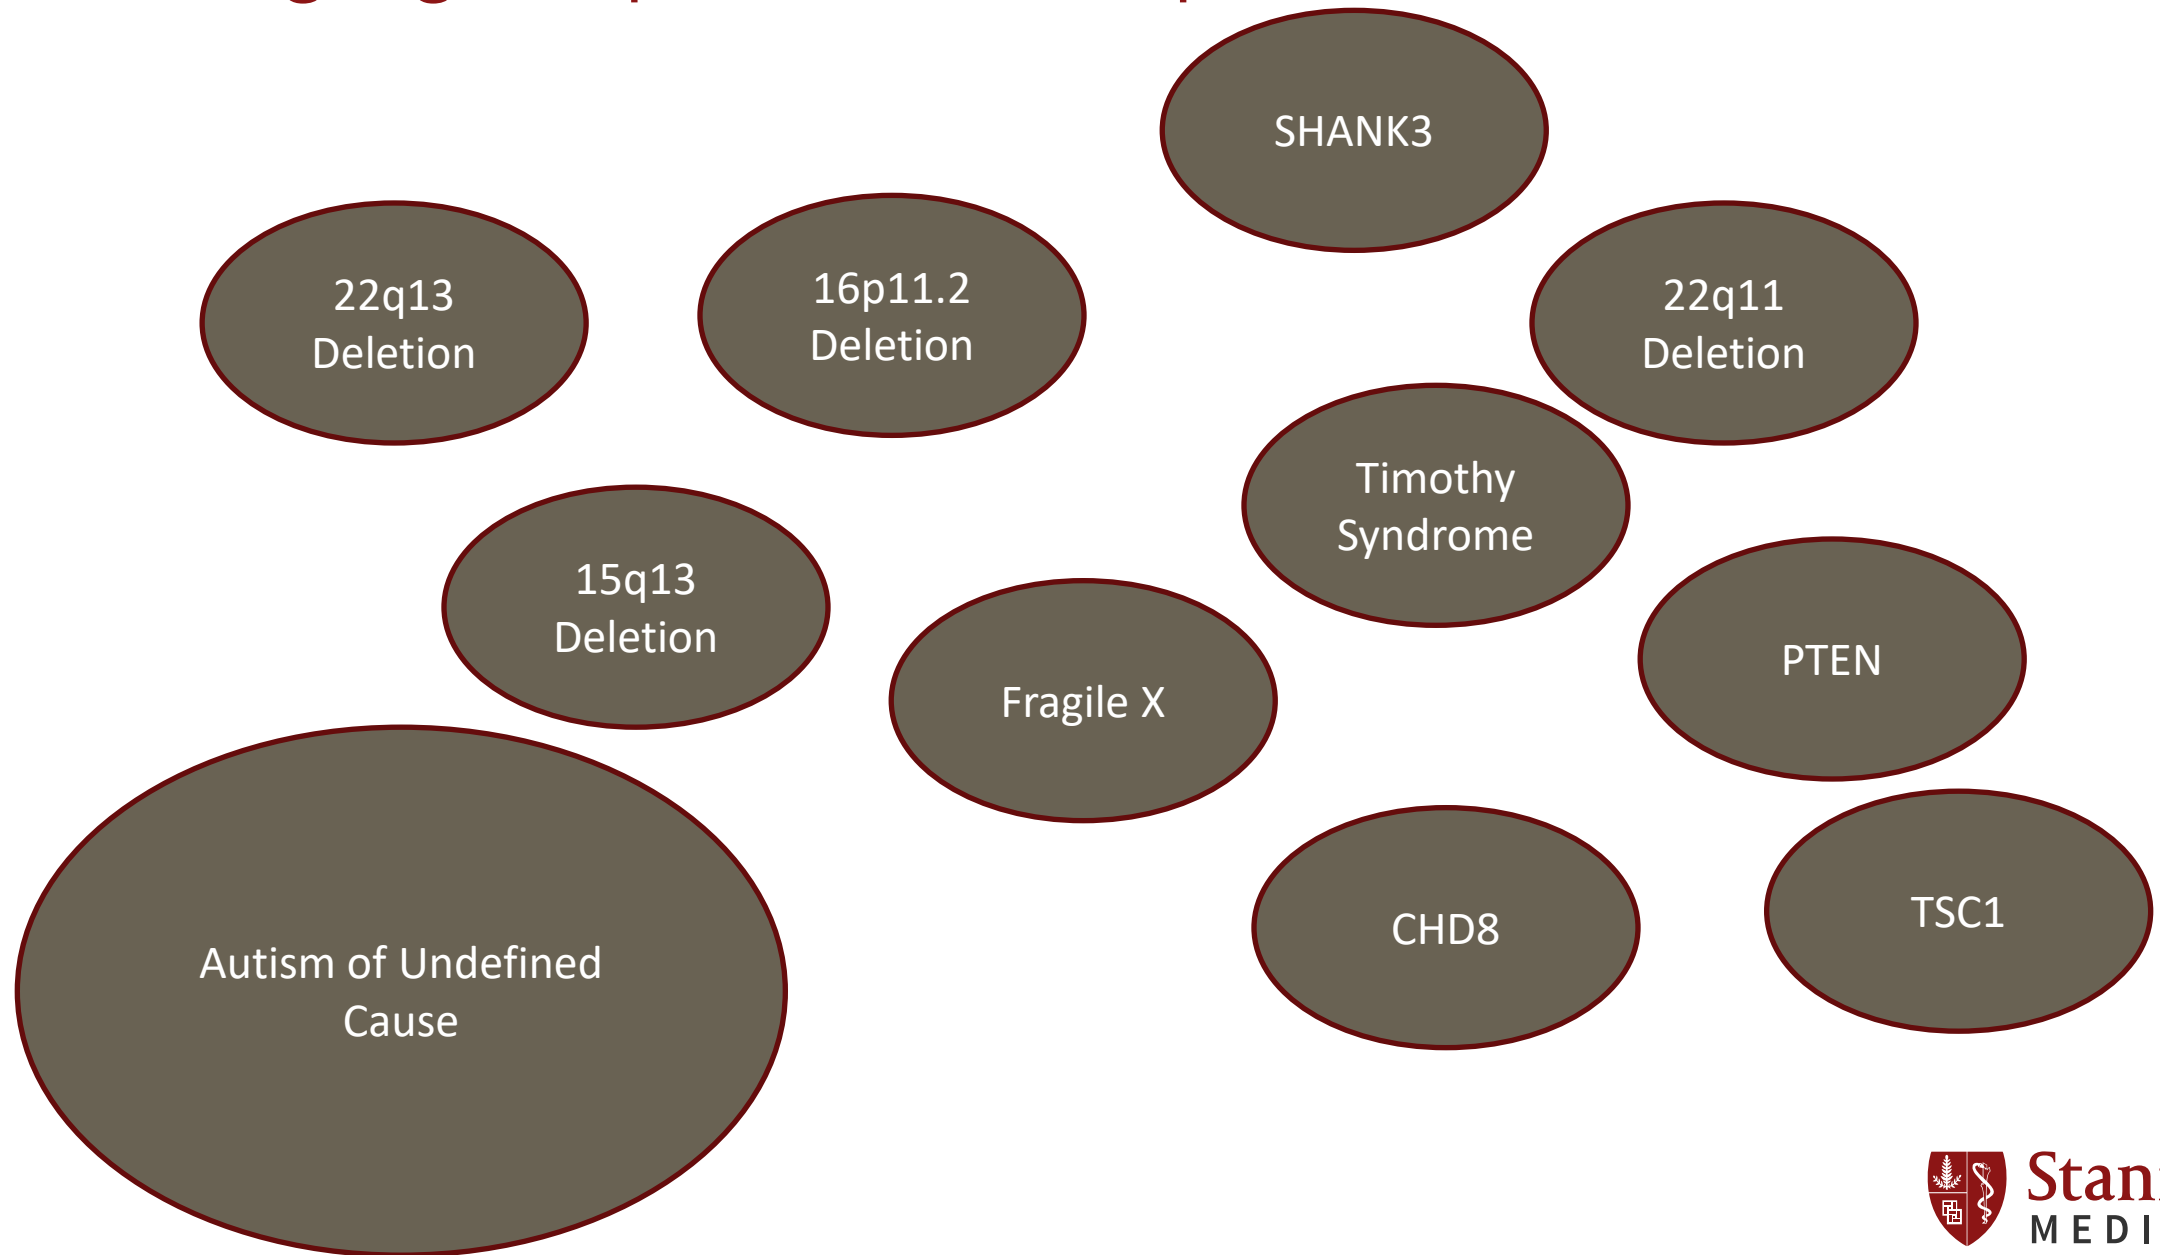 SHANK3
22q13
Deletion
16p11.2
Deletion
22q11
Deletion
Timothy
Syndrome
15q13
Deletion
Fragile X
PTEN
Autism of Undefined
Cause
CHD8
TSC1